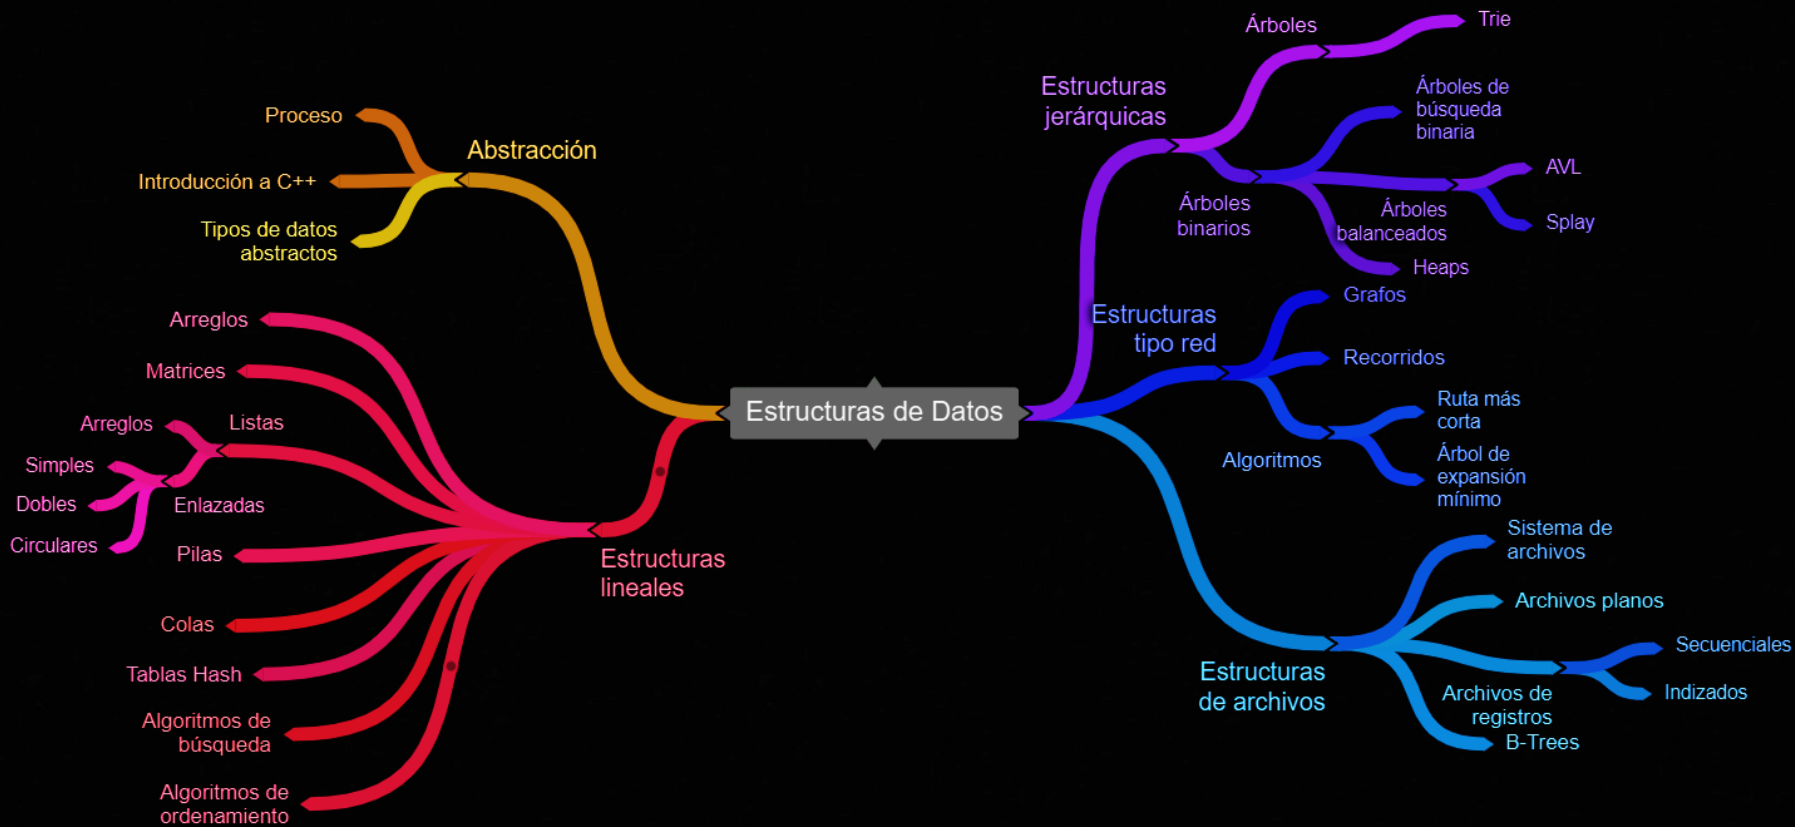 Estructuras de Datos
Abstracción
Proceso
Introducción a C++
Tipos de datos
abstractos
Estructuras
lineales
Arreglos
Matrices
Listas
Arreglos
Enlazadas
Simples
Dobles
Circulares
Pilas
Colas
Tablas Hash
Algoritmos de
búsqueda
Algoritmos de
ordenamiento
Estructuras
jerárquicas
Árboles
Trie
Árboles
binarios
Árboles de
búsqueda
binaria
Árboles
balanceados
AVL
Splay
Heaps
Estructuras
tipo red
Grafos
Recorridos
Algoritmos
Ruta más
corta
Árbol de
expansión
mínimo
Estructuras
de archivos
Sistema de
archivos
Archivos planos
Archivos de
registros
Secuenciales
Indizados
B-Trees